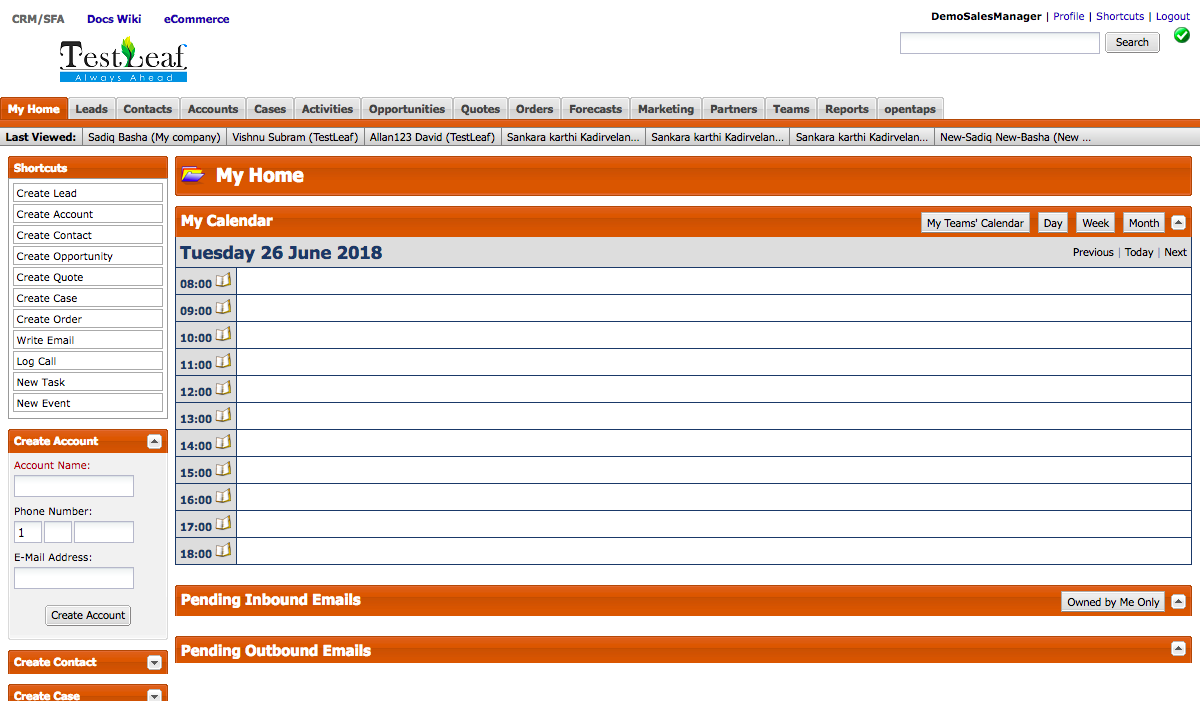 CRM/SFA Docs Wiki eCommerce
DemoSalesManager | Profile | Shortcuts | Logout
Search
TestLeaf
Always Ahead
My Home Leads Contacts Accounts Cases Activities Opportunities Quotes Orders Forecasts Marketing Partners Teams Reports opentaps
Last Viewed: Sadiq Basha (My company) Vishnu Subram (TestLeaf) Allan123 David (TestLeaf) Sankara karthi Kadirvelan... Sankara karthi Kadirvelan... Sankara karthi Kadirvelan... New-Sadiq New-Basha (New ...
Shortcuts
Create Lead
Create Account
Create Contact
Create Opportunity
Create Quote
Create Case
Create Order
Write Email
Log Call
New Task
New Event
Create Account
Account Name:
Phone Number:
1
E-Mail Address:
Create Account
Create Contact
Create Case
My Home
My Calendar My Teams' Calendar Day Week Month
Tuesday 26 June 2018 Previous | Today | Next
08:00
09:00
10:00
11:00
12:00
13:00
14:00
15:00
16:00
17:00
18:00
Pending Inbound Emails Owned by Me Only
Pending Outbound Emails